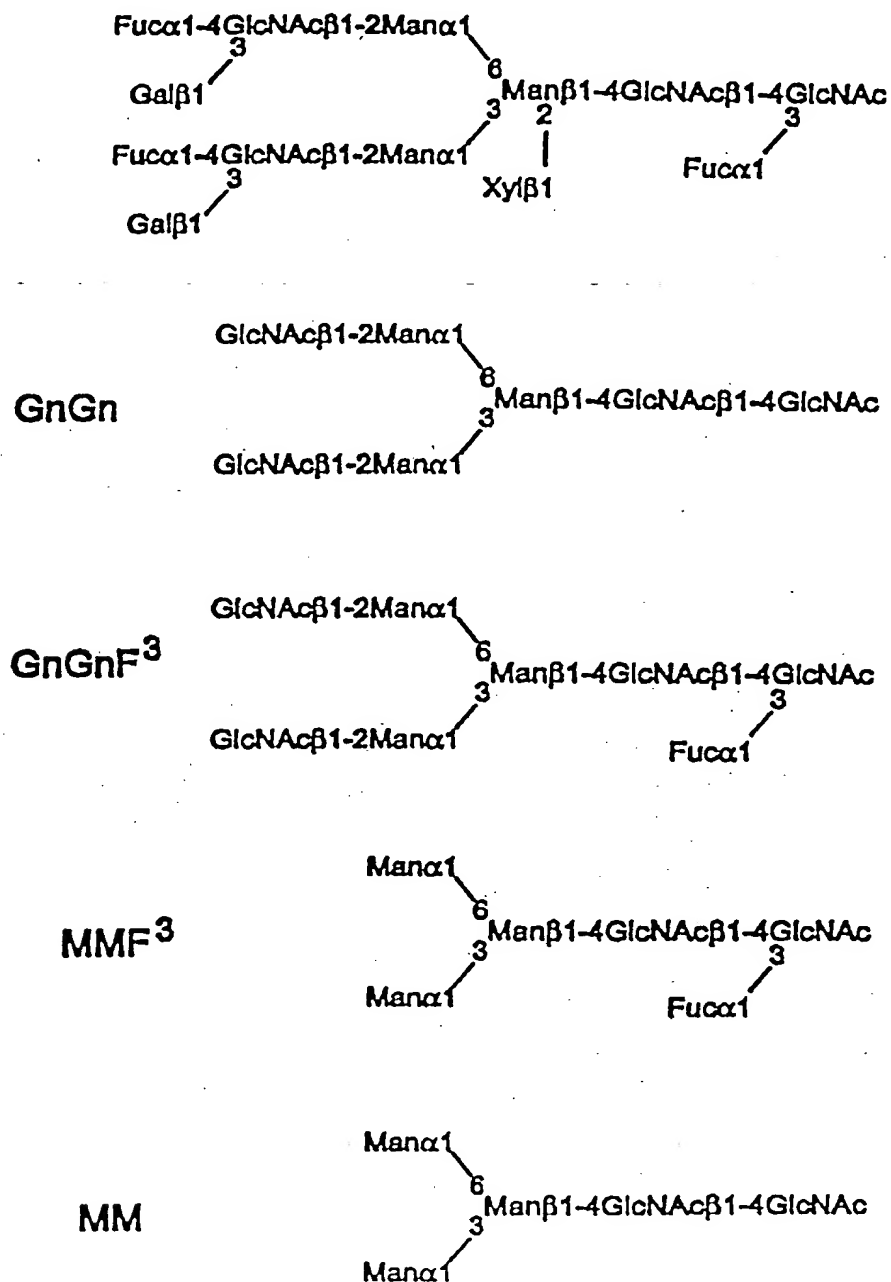 Fucα1-4GlcNAcβ1-2Manα1
3
6
Galβ1
Manβ1-4GlcNAcβ1-4GlcNAc
3
2
3
Fucα1-4GlcNAcβ1-2Manα1
Fucα1
3
Xylβ1
Galβ1
GlcNAcβ1-2Manα1
6
GnGn
Manβ1-4GlcNAcβ1-4GlcNAc
3
GlcNAcβ1-2Manα1
GlcNAcβ1-2Manα1
6
GnGnF³
Manβ1-4GlcNAcβ1-4GlcNAc
3
3
GlcNAcβ1-2Manα1
Fucα1
Manα1
6
MMF³
Manβ1-4GlcNAcβ1-4GlcNAc
3
3
Manα1
Fucα1
Manα1
6
MM
Manβ1-4GlcNAcβ1-4GlcNAc
3
Manα1